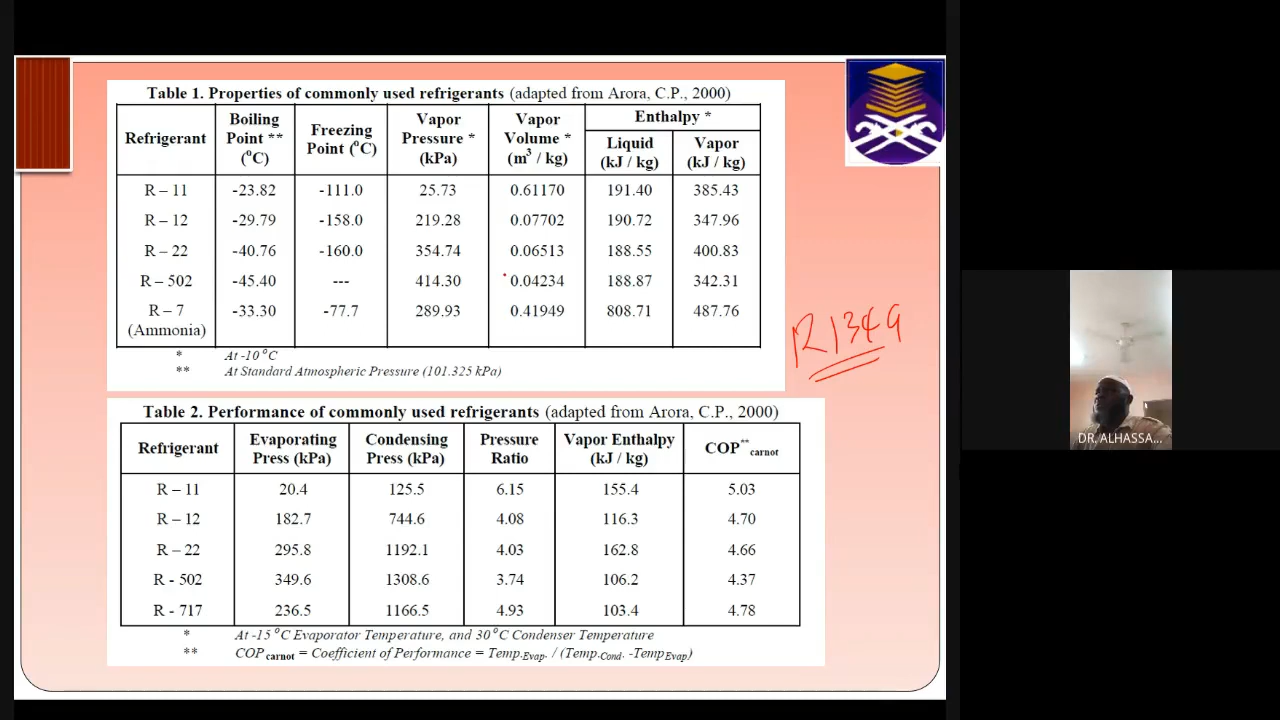 Table 1. Properties of commonly used refrigerants (adapted from Arora, C.P., 2000)
Refrigerant Boiling Point ** (°C) Freezing Point (°C) Vapor Pressure * (kPa) Vapor Volume * (m³ / kg) Enthalpy *
Liquid (kJ / kg) Vapor (kJ / kg)
R – 11 -23.82 -111.0 25.73 0.61170 191.40 385.43
R – 12 -29.79 -158.0 219.28 0.07702 190.72 347.96
R – 22 -40.76 -160.0 354.74 0.06513 188.55 400.83
R – 502 -45.40 --- 414.30 0.04234 188.87 342.31
R – 7 (Ammonia) -33.30 -77.7 289.93 0.41949 808.71 487.76
* At -10 °C
** At Standard Atmospheric Pressure (101.325 kPa)
R134a
Table 2. Performance of commonly used refrigerants (adapted from Arora, C.P., 2000)
Refrigerant Evaporating Press (kPa) Condensing Press (kPa) Pressure Ratio Vapor Enthalpy (kJ / kg) COP** carnot
R – 11 20.4 125.5 6.15 155.4 5.03
R – 12 182.7 744.6 4.08 116.3 4.70
R – 22 295.8 1192.1 4.03 162.8 4.66
R - 502 349.6 1308.6 3.74 106.2 4.37
R - 717 236.5 1166.5 4.93 103.4 4.78
* At -15 °C Evaporator Temperature, and 30 °C Condenser Temperature
** COP carnot = Coefficient of Performance = Temp.Evap. / (Temp.Cond. -TempEvap)
DR. ALHASSA...